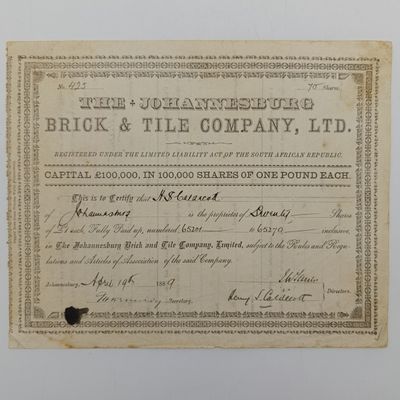 No. 425 70 Shares
THE JOHANNESBURG
BRICK & TILE COMPANY, LTD.
REGISTERED UNDER THE LIMITED LIABILITY ACT OF THE SOUTH AFRICAN REPUBLIC.
CAPITAL £100,000, IN 100,000 SHARES OF ONE POUND EACH.
This is to Certify that H.S. Caldecott
of Johannesburg is the proprietor of Seventy Shares
of £1 each, Fully Paid up, numbered 65201 to 65270 inclusive,
in The Johannesburg Brick and Tile Company, Limited, subject to the Rules and Regu-
lations and Articles of Association of the said Company.
Johannesburg, April 19th 1889
Secretary. Harry S. Caldecott Directors.